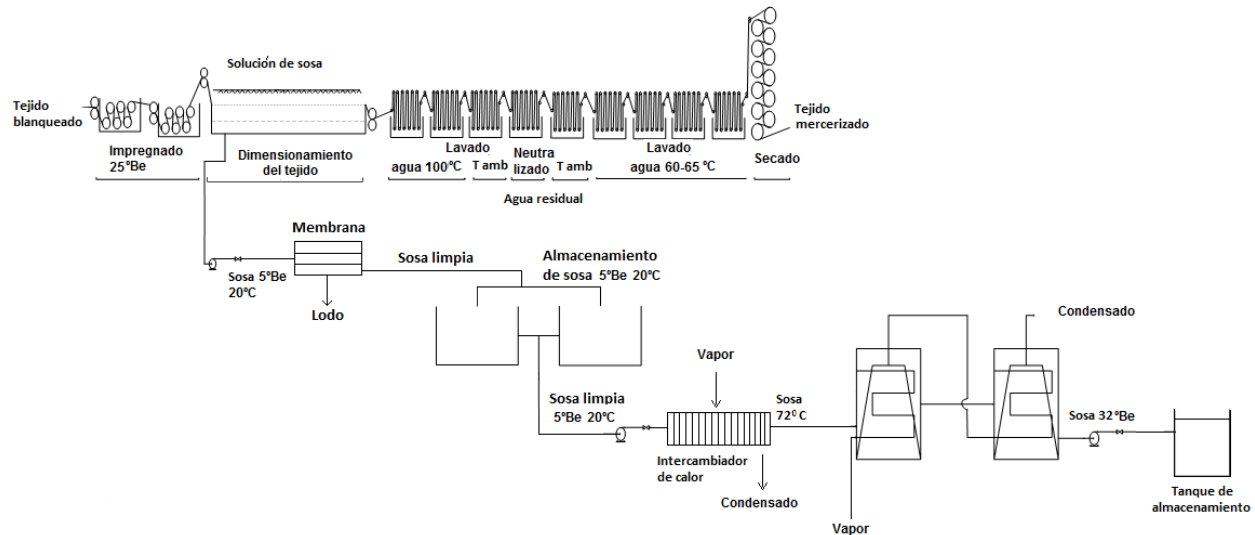 Solución de sosa
Tejido
blanqueado
Impregnado
25°Be
Dimensionamiento
del tejido
Lavado
agua 100°C
T amb
Neutra
lizado
T amb
Lavado
agua 60-65 °C
Secado
Tejido
mercerizado
Agua residual
Membrana
Sosa 5°Be
20°C
Lodo
Sosa limpia
Almacenamiento
de sosa 5°Be 20°C
Sosa limpia
5°Be 20°C
Vapor
Intercambiador
de calor
Condensado
Sosa
72⁰ C
Vapor
Condensado
Sosa 32°Be
Tanque de
almacenamiento